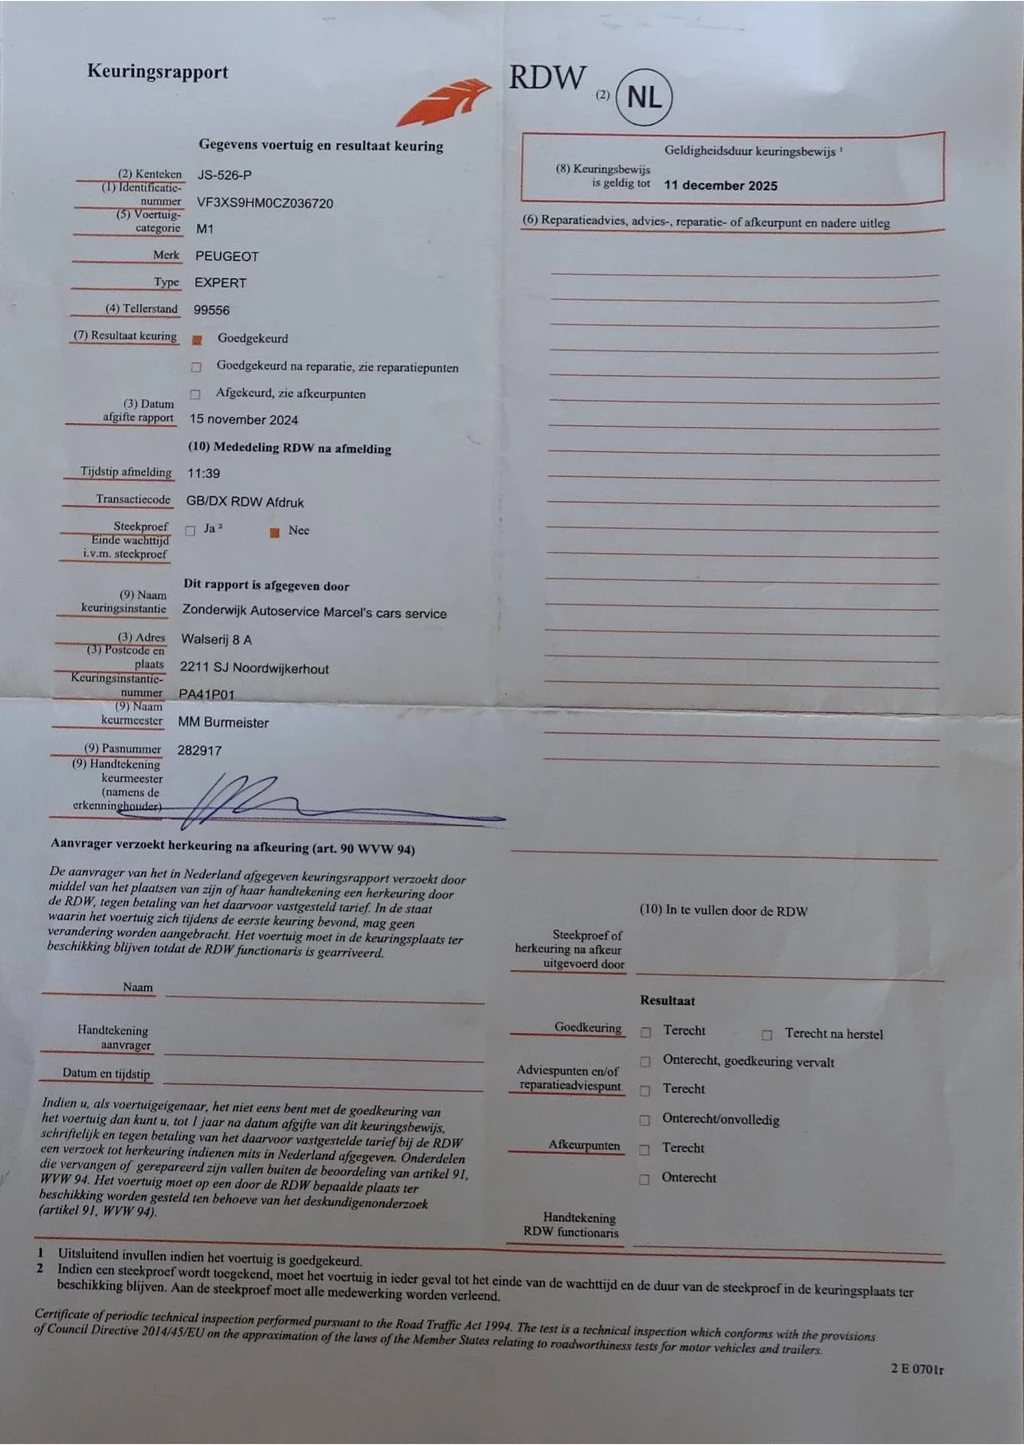 Keuringsrapport
RDW
(2) NL
Gegevens voertuig en resultaat keuring
(2) Kenteken JS-526-P
(1) Identificatie-
nummer VF3XS9HM0CZ036720
(5) Voertuig-
categorie M1
Merk PEUGEOT
Type EXPERT
(4) Tellerstand 99556
(7) Resultaat keuring Goedgekeurd
Goedgekeurd na reparatie, zie reparatiepunten
Afgekeurd, zie afkeurpunten
(3) Datum
afgifte rapport 15 november 2024
(10) Mededeling RDW na afmelding
Tijdstip afmelding 11:39
Transactiecode GB/DX RDW Afdruk
Steekproef Ja ² Nee
Einde wachttijd
i.v.m. steekproef
Dit rapport is afgegeven door
(9) Naam
keuringsinstantie Zonderwijk Autoservice Marcel's cars service
(3) Adres Walserij 8 A
(3) Postcode en
plaats 2211 SJ Noordwijkerhout
Keuringsinstantie-
nummer PA41P01
(9) Naam
keurmeester MM Burmeister
(9) Pasnummer 282917
(9) Handtekening
keurmeester
(namens de
erkenninghouder)
Geldigheidsduur keuringsbewijs ¹
(8) Keuringsbewijs
is geldig tot 11 december 2025
(6) Reparatieadvies, advies-, reparatie- of afkeurpunt en nadere uitleg
Aanvrager verzoekt herkeuring na afkeuring (art. 90 WVW 94)
De aanvrager van het in Nederland afgegeven keuringsrapport verzoekt door
middel van het plaatsen van zijn of haar handtekening een herkeuring door
de RDW, tegen betaling van het daarvoor vastgesteld tarief. In de staat
waarin het voertuig zich tijdens de eerste keuring bevond, mag geen
verandering worden aangebracht. Het voertuig moet in de keuringsplaats ter
beschikking blijven totdat de RDW functionaris is gearriveerd.
Naam
Handtekening
aanvrager
Datum en tijdstip
Indien u, als voertuigeigenaar, het niet eens bent met de goedkeuring van
het voertuig dan kunt u, tot 1 jaar na datum afgifte van dit keuringsbewijs,
schriftelijk en tegen betaling van het daarvoor vastgestelde tarief bij de RDW
een verzoek tot herkeuring indienen mits in Nederland afgegeven. Onderdelen
die vervangen of gerepareerd zijn vallen buiten de beoordeling van artikel 91,
WVW 94. Het voertuig moet op een door de RDW bepaalde plaats ter
beschikking worden gesteld ten behoeve van het deskundigenonderzoek
(artikel 91, WVW 94).
(10) In te vullen door de RDW
Steekproef of
herkeuring na afkeur
uitgevoerd door
Resultaat
Goedkeuring Terecht Terecht na herstel
Onterecht, goedkeuring vervalt
Adviespunten en/of
reparatieadviespunt Terecht
Onterecht/onvolledig
Afkeurpunten Terecht
Onterecht
Handtekening
RDW functionaris
1 Uitsluitend invullen indien het voertuig is goedgekeurd.
2 Indien een steekproef wordt toegekend, moet het voertuig in ieder geval tot het einde van de wachttijd en de duur van de steekproef in de keuringsplaats ter
beschikking blijven. Aan de steekproef moet alle medewerking worden verleend.
Certificate of periodic technical inspection performed pursuant to the Road Traffic Act 1994. The test is a technical inspection which conforms with the provisions
of Council Directive 2014/45/EU on the approximation of the laws of the Member States relating to roadworthiness tests for motor vehicles and trailers.
2 E 0701r